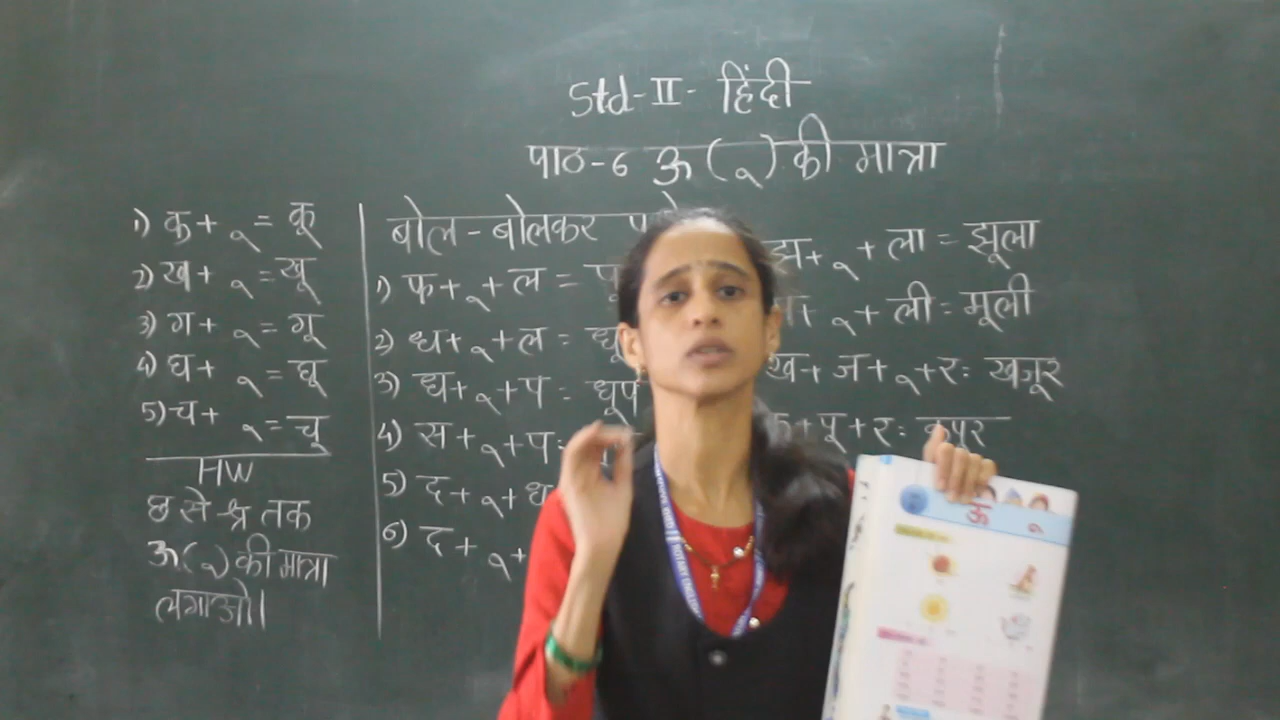 Std-II- हिंदी
पाठ-6 ऊ (ू) की मात्रा
1) क+ ू = कू
2) ख+ ू = खू
3) ग+ ू = गू
4) घ+ ू = घू
5) च+ ू = चू
HW
छ से श्र तक
ऊ (ू) की मात्रा
लगाओ।
बोल-बोलकर
1) फ+ ू + ल =
2) ध+ ू + ल =
3) ध+ ू + प = धूप
4) स+ ू + प =
5) द+ ू + ध
6) द+ ू +
झ+ ू + ला = झूला
+ ू + ली = मूली
ख+ ज+ ू + र = खजूर
क+पू+र = कपूर
ऊ ू